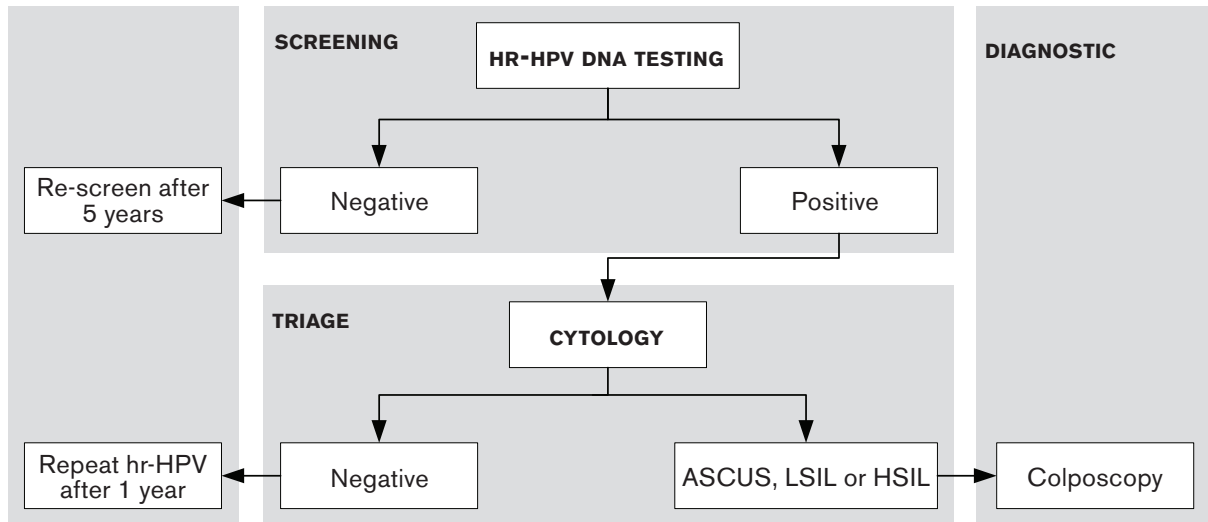 SCREENING
HR-HPV DNA TESTING
DIAGNOSTIC
Re-screen after
5 years
Negative
Positive
TRIAGE
CYTOLOGY
Repeat hr-HPV
after 1 year
Negative
ASCUS, LSIL or HSIL
Colposcopy